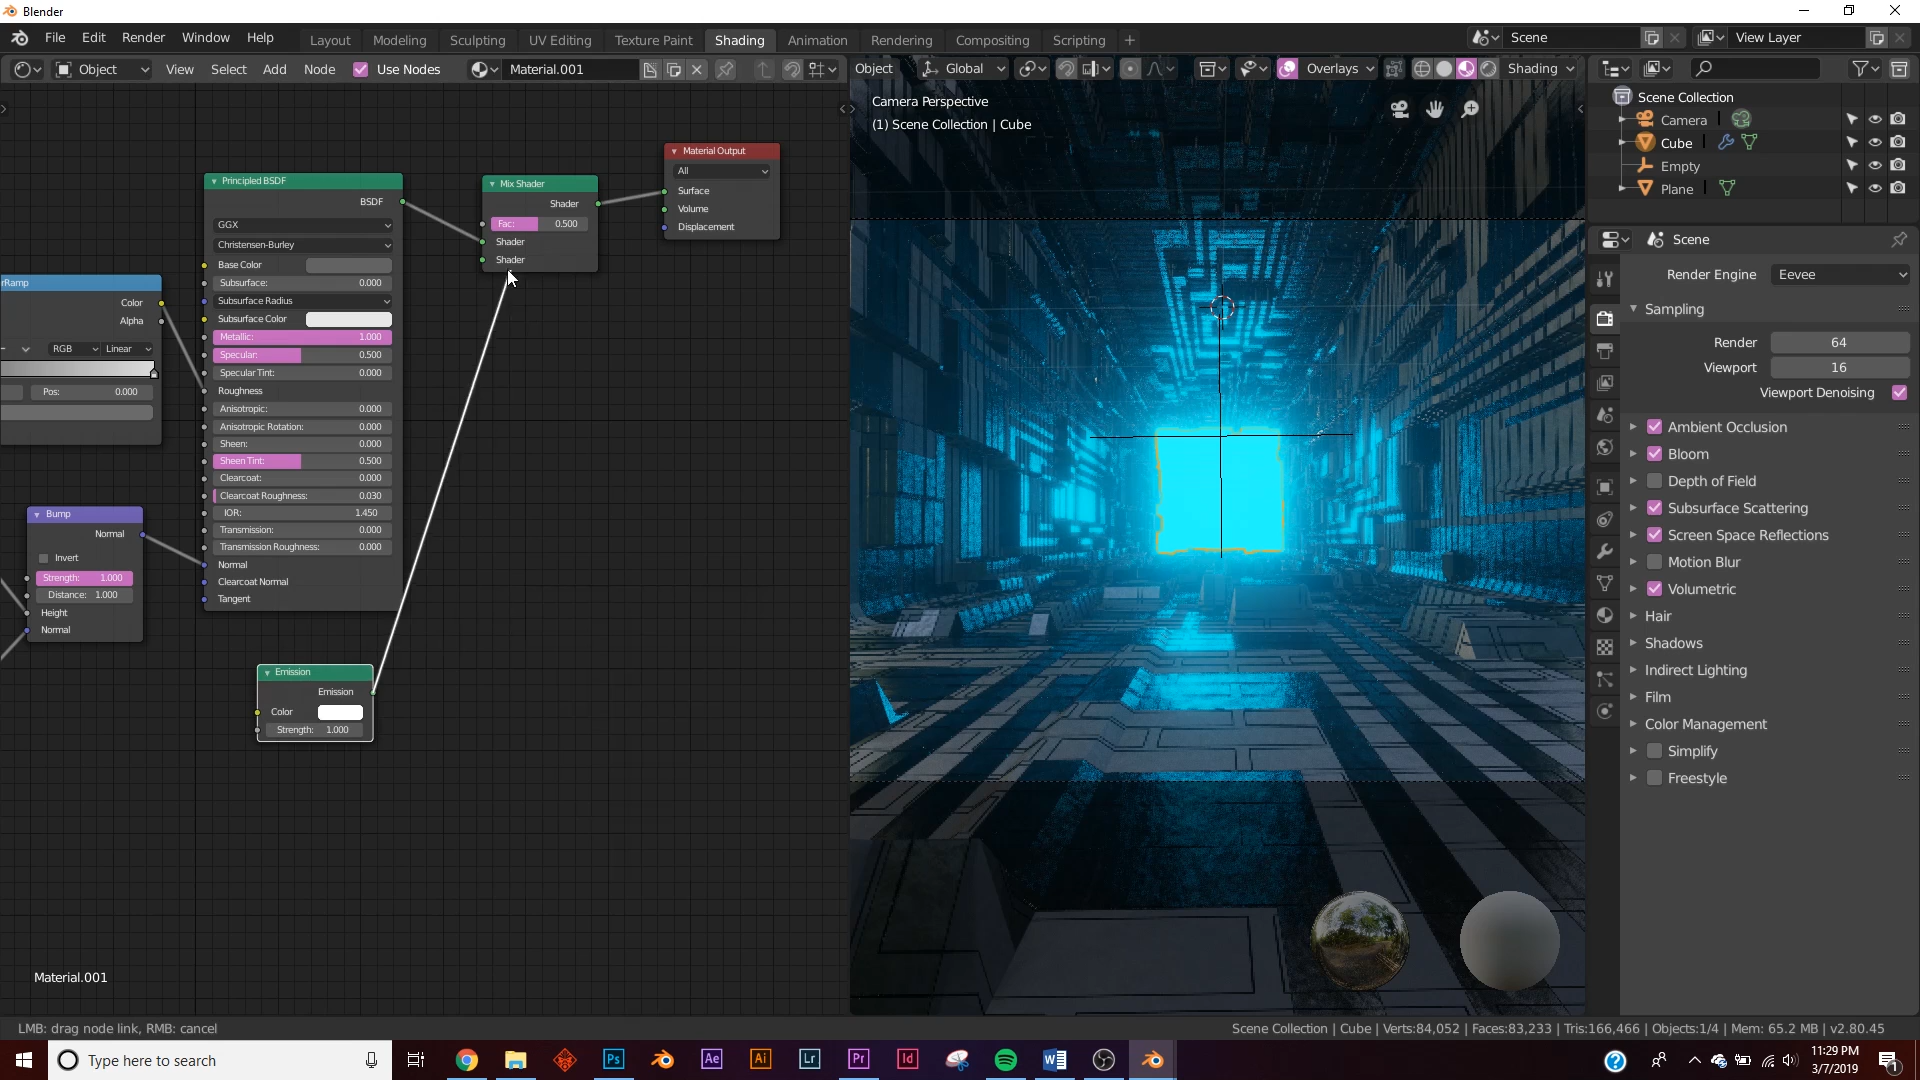 Blender
File Edit Render Window Help Layout Modeling Sculpting UV Editing Texture Paint Shading Animation Rendering Compositing Scripting + Scene View Layer
Object View Select Add Node Use Nodes Material.001
Object Global Overlays Shading
Camera Perspective
(1) Scene Collection | Cube
Material Output
All
Surface
Volume
Displacement
Mix Shader
Shader
Fac: 0.500
Shader
Shader
Principled BSDF
BSDF
GGX
Christensen-Burley
Base Color
Subsurface: 0.000
Subsurface Radius
Subsurface Color
Metallic: 1.000
Specular: 0.500
Specular Tint: 0.000
Roughness
Anisotropic: 0.000
Anisotropic Rotation: 0.000
Sheen: 0.000
Sheen Tint: 0.500
Clearcoat: 0.000
Clearcoat Roughness: 0.030
IOR: 1.450
Transmission: 0.000
Transmission Roughness: 0.000
Normal
Clearcoat Normal
Tangent
rRamp
Color
Alpha
RGB Linear
Pos: 0.000
Bump
Normal
Invert
Strength: 1.000
Distance: 1.000
Height
Normal
Emission
Emission
Color
Strength: 1.000
Material.001
Scene Collection
Camera
Cube
Empty
Plane
Scene
Render Engine Eevee
Sampling
Render 64
Viewport 16
Viewport Denoising
Ambient Occlusion
Bloom
Depth of Field
Subsurface Scattering
Screen Space Reflections
Motion Blur
Volumetric
Hair
Shadows
Indirect Lighting
Film
Color Management
Simplify
Freestyle
LMB: drag node link, RMB: cancel
Scene Collection | Cube | Verts:84,052 | Faces:83,233 | Tris:166,466 | Objects:1/4 | Mem: 65.2 MB | v2.80.45
Type here to search
Ps Ae Ai Lr Pr Id
11:29 PM
3/7/2019
1